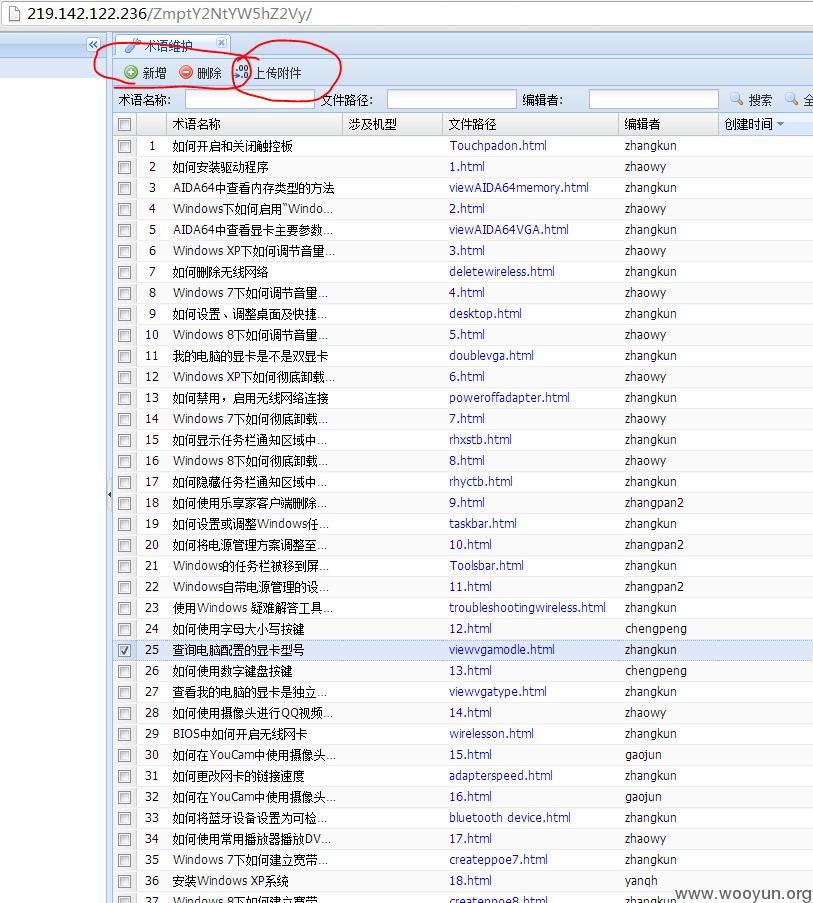 219.142.122.236/ZmptY2NtYW5hZ2Vy/
术语维护
新增 删除 上传附件
术语名称: 文件路径: 编辑者: 搜索 全
术语名称 涉及机型 文件路径 编辑者 创建时间
1 如何开启和关闭触控板 Touchpadon.html zhangkun
2 如何安装驱动程序 1.html zhaowy
3 AIDA64中查看内存类型的方法 viewAIDA64memory.html zhangkun
4 Windows下如何启用“Windo... 2.html zhaowy
5 AIDA64中查看显卡主要参数... viewAIDA64VGA.html zhangkun
6 Windows XP下如何调节音量... 3.html zhaowy
7 如何删除无线网络 deletewireless.html zhangkun
8 Windows 7下如何调节音量... 4.html zhaowy
9 如何设置、调整桌面及快捷... desktop.html zhangkun
10 Windows 8下如何调节音量... 5.html zhaowy
11 我的电脑的显卡是不是双显卡 doublevga.html zhangkun
12 Windows XP下如何彻底卸载... 6.html zhaowy
13 如何禁用，启用无线网络连接 poweroffadapter.html zhangkun
14 Windows 7下如何彻底卸载... 7.html zhaowy
15 如何显示任务栏通知区域中... rhxstb.html zhangkun
16 Windows 8下如何彻底卸载... 8.html zhaowy
17 如何隐藏任务栏通知区域中... rhyctb.html zhangkun
18 如何使用乐享家客户端删除... 9.html zhangpan2
19 如何设置或调整Windows任... taskbar.html zhangkun
20 如何将电源管理方案调整至... 10.html zhangpan2
21 Windows的任务栏被移到屏... Toolsbar.html zhangkun
22 Windows自带电源管理的设... 11.html zhangpan2
23 使用Windows 疑难解答工具... troubleshootingwireless.html zhangkun
24 如何使用字母大小写按键 12.html chengpeng
25 查询电脑配置的显卡型号 viewvgamodle.html zhangkun
26 如何使用数字键盘按键 13.html chengpeng
27 查看我的电脑的显卡是独立... viewvgatype.html zhangkun
28 如何使用摄像头进行QQ视频... 14.html zhaowy
29 BIOS中如何开启无线网卡 wirelesson.html zhangkun
30 如何在YouCam中使用摄像头... 15.html gaojun
31 如何更改网卡的链接速度 adapterspeed.html zhangkun
32 如何在YouCam中使用摄像头... 16.html gaojun
33 如何将蓝牙设备设置为可检... bluetooth device.html zhangkun
34 如何使用常用播放器播放DV... 17.html zhaowy
35 Windows 7下如何建立宽带... createppoe7.html zhangkun
36 安装Windows XP系统 18.html yanqh
37 Windows 8下如何建立宽带... createppoe8.html zhangkun
www.wooyun.org